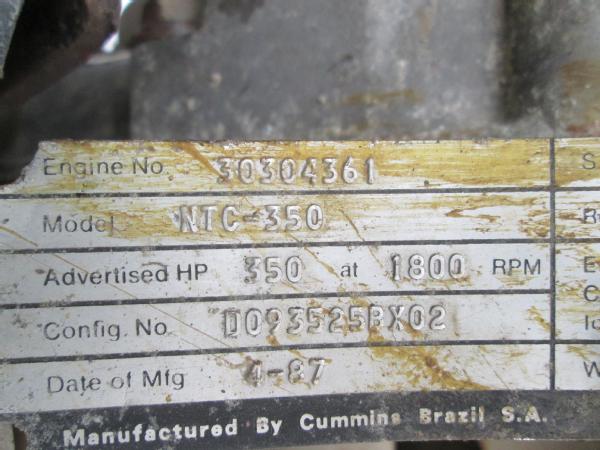 Engine No. 30304361 S
Model NTC-350 R
Advertised HP 350 at 1800 RPM E
C
Config. No. D093525BX02 Ic
Date of Mfg 4-87 W
Manufactured By Cummins Brazil S.A.